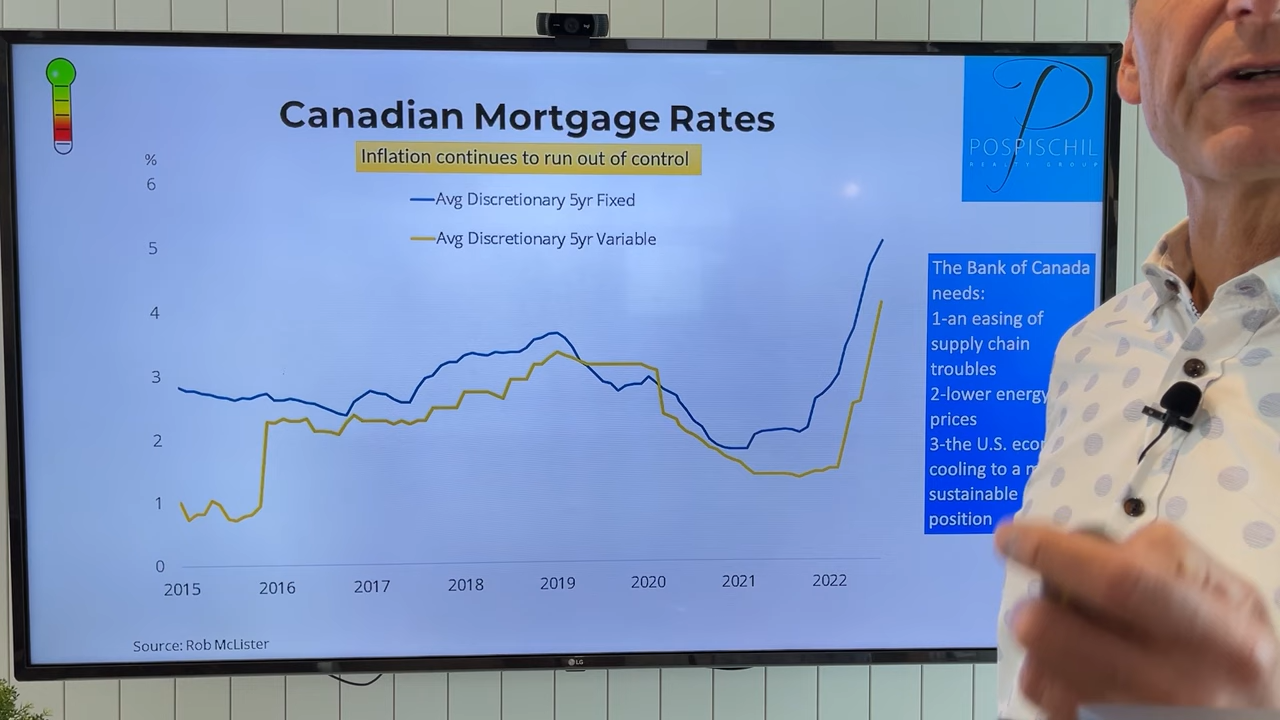 Canadian Mortgage Rates
Inflation continues to run out of control
%
6
5
4
3
2
1
0
Avg Discretionary 5yr Fixed
Avg Discretionary 5yr Variable
2015 2016 2017 2018 2019 2020 2021 2022
Source: Rob McLister
P
POSPISCHIL
REALTY GROUP
The Bank of Canada
needs:
1-an easing of
supply chain
troubles
2-lower energy
prices
3-the U.S.
cooling to a
sustainable
position
LG